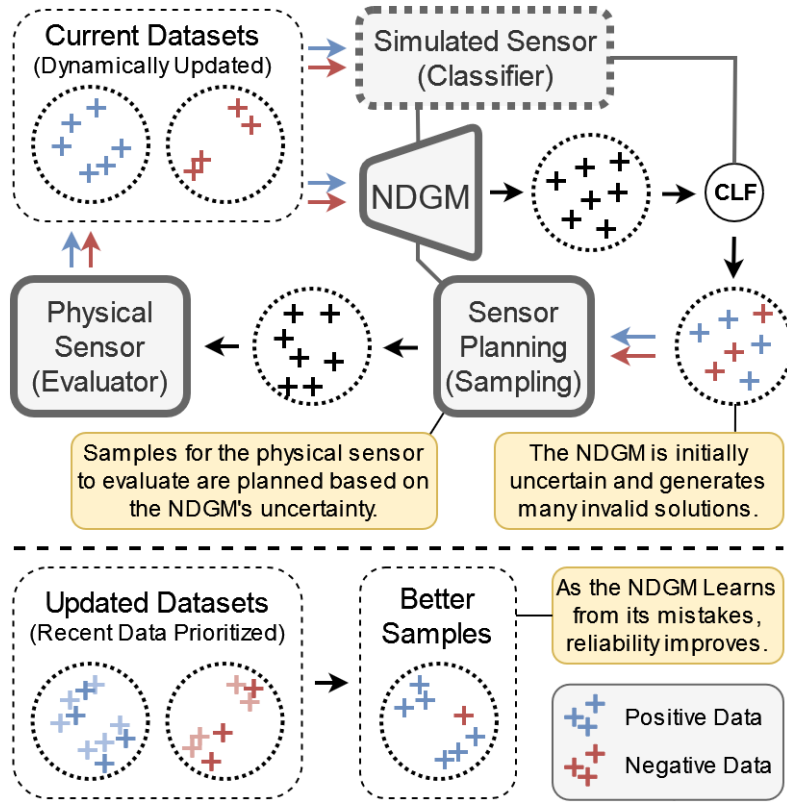 Current Datasets
(Dynamically Updated)
Simulated Sensor
(Classifier)
NDGM
CLF
Physical
Sensor
(Evaluator)
Sensor
Planning
(Sampling)
Samples for the physical sensor
to evaluate are planned based on
the NDGM's uncertainty.
The NDGM is initially
uncertain and generates
many invalid solutions.
Updated Datasets
(Recent Data Prioritized)
Better
Samples
As the NDGM Learns
from its mistakes,
reliability improves.
Positive Data
Negative Data